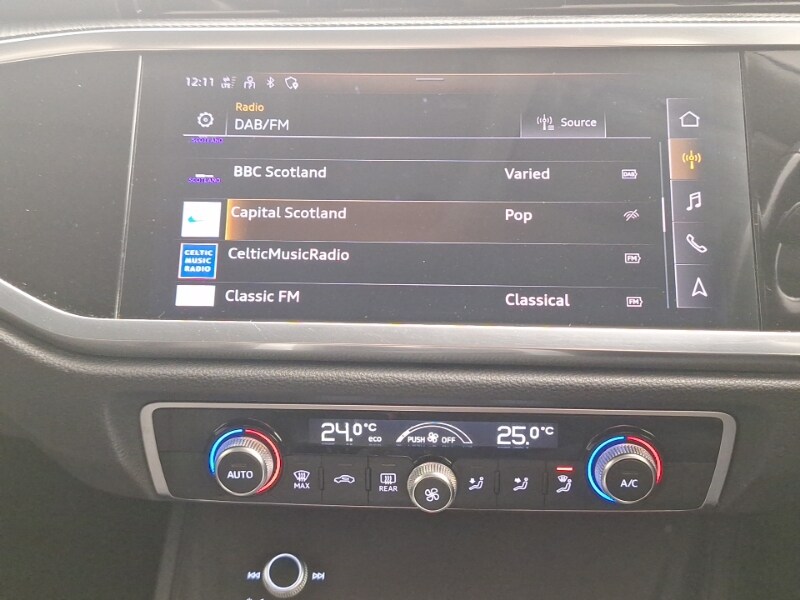 12:11 LTE
Radio
DAB/FM
Source
SCOTLAND
BBC Scotland Varied DAB
SCOTLAND
Capital Scotland Pop
CELTIC
MUSIC
RADIO
CelticMusicRadio FM
Classic FM Classical FM
24.0°C eco PUSH OFF 25.0°C
AUTO MAX REAR A/C